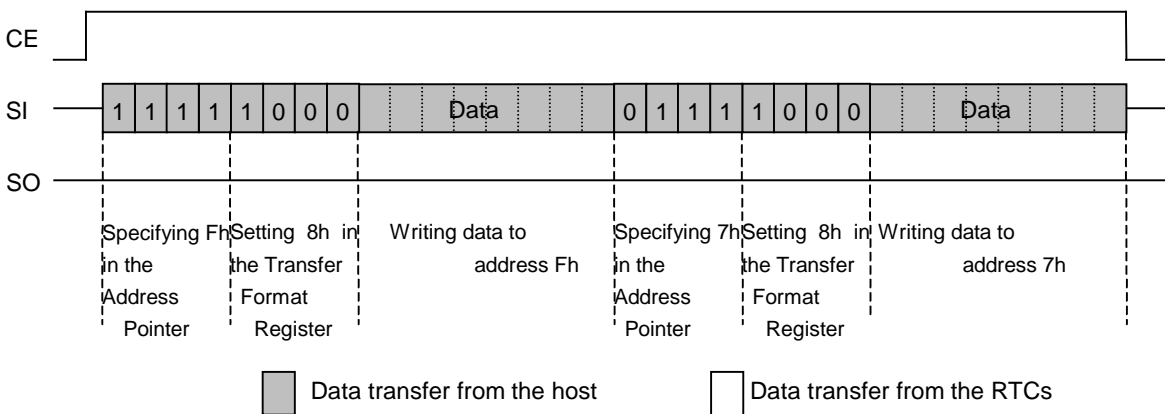 CE
SI 1 1 1 1 1 0 0 0 Data 0 1 1 1 1 0 0 0 Data
SO
Specifying Fh Setting 8h in Writing data to Specifying 7h Setting 8h in Writing data to
in the the Transfer address Fh in the the Transfer address 7h
Address Format Address Format
Pointer Register Pointer Register
Data transfer from the host Data transfer from the RTCs